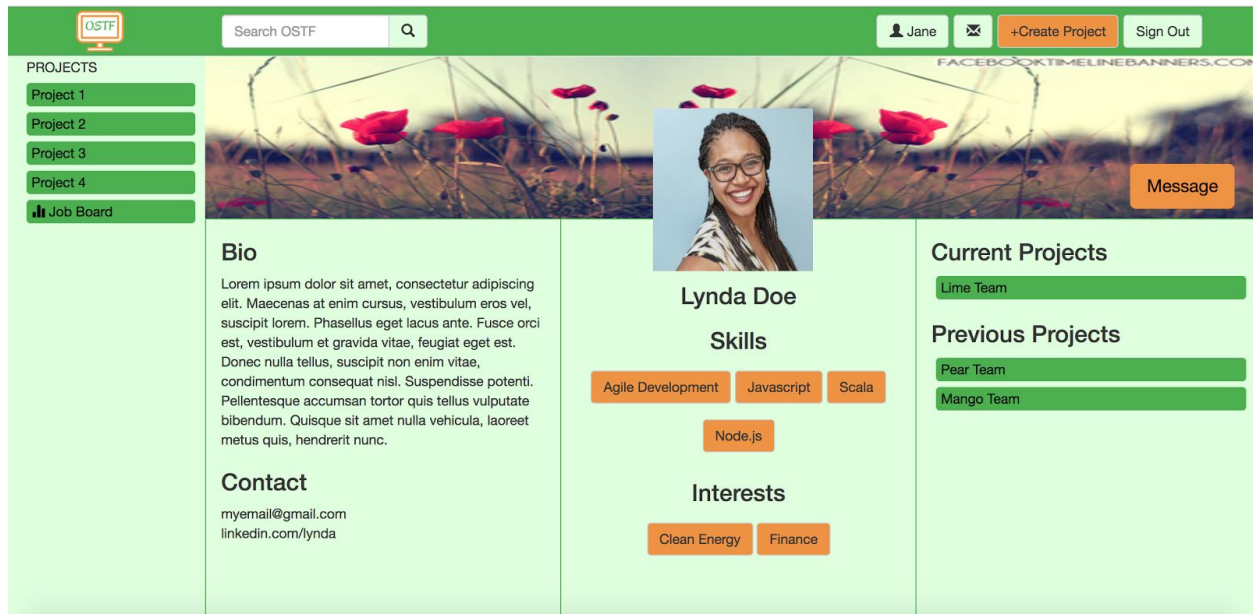 OSTF
Search OSTF
Jane
+Create Project
Sign Out
PROJECTS
Project 1
Project 2
Project 3
Project 4
Job Board
FACEBOOKTIMELINEBANNERS.COM
Message
Bio
Lorem ipsum dolor sit amet, consectetur adipiscing
elit. Maecenas at enim cursus, vestibulum eros vel,
suscipit lorem. Phasellus eget lacus ante. Fusce orci
est, vestibulum et gravida vitae, feugiat eget est.
Donec nulla tellus, suscipit non enim vitae,
condimentum consequat nisl. Suspendisse potenti.
Pellentesque accumsan tortor quis tellus vulputate
bibendum. Quisque sit amet nulla vehicula, laoreet
metus quis, hendrerit nunc.
Contact
myemail@gmail.com
linkedin.com/lynda
Lynda Doe
Skills
Agile Development
Javascript
Scala
Node.js
Interests
Clean Energy
Finance
Current Projects
Lime Team
Previous Projects
Pear Team
Mango Team